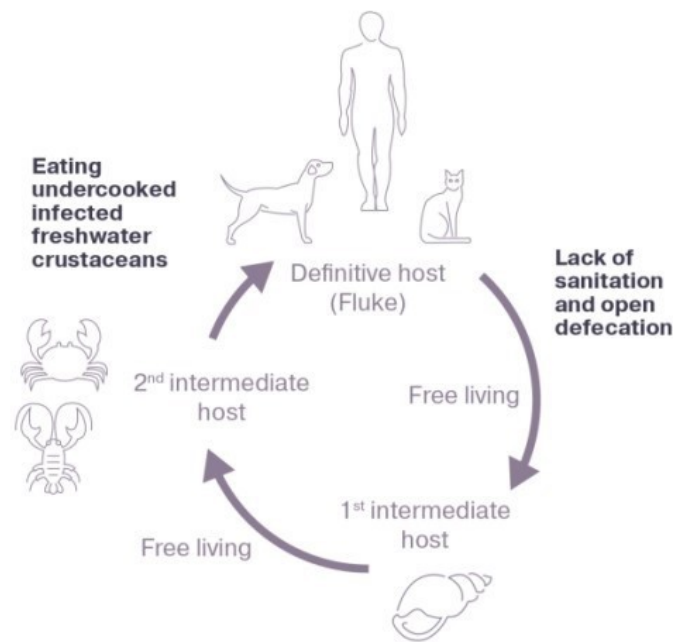 Eating
undercooked
infected
freshwater
crustaceans
Definitive host
(Fluke)
Lack of
sanitation
and open
defecation
2nd intermediate
host
Free living
1st intermediate
host
Free living